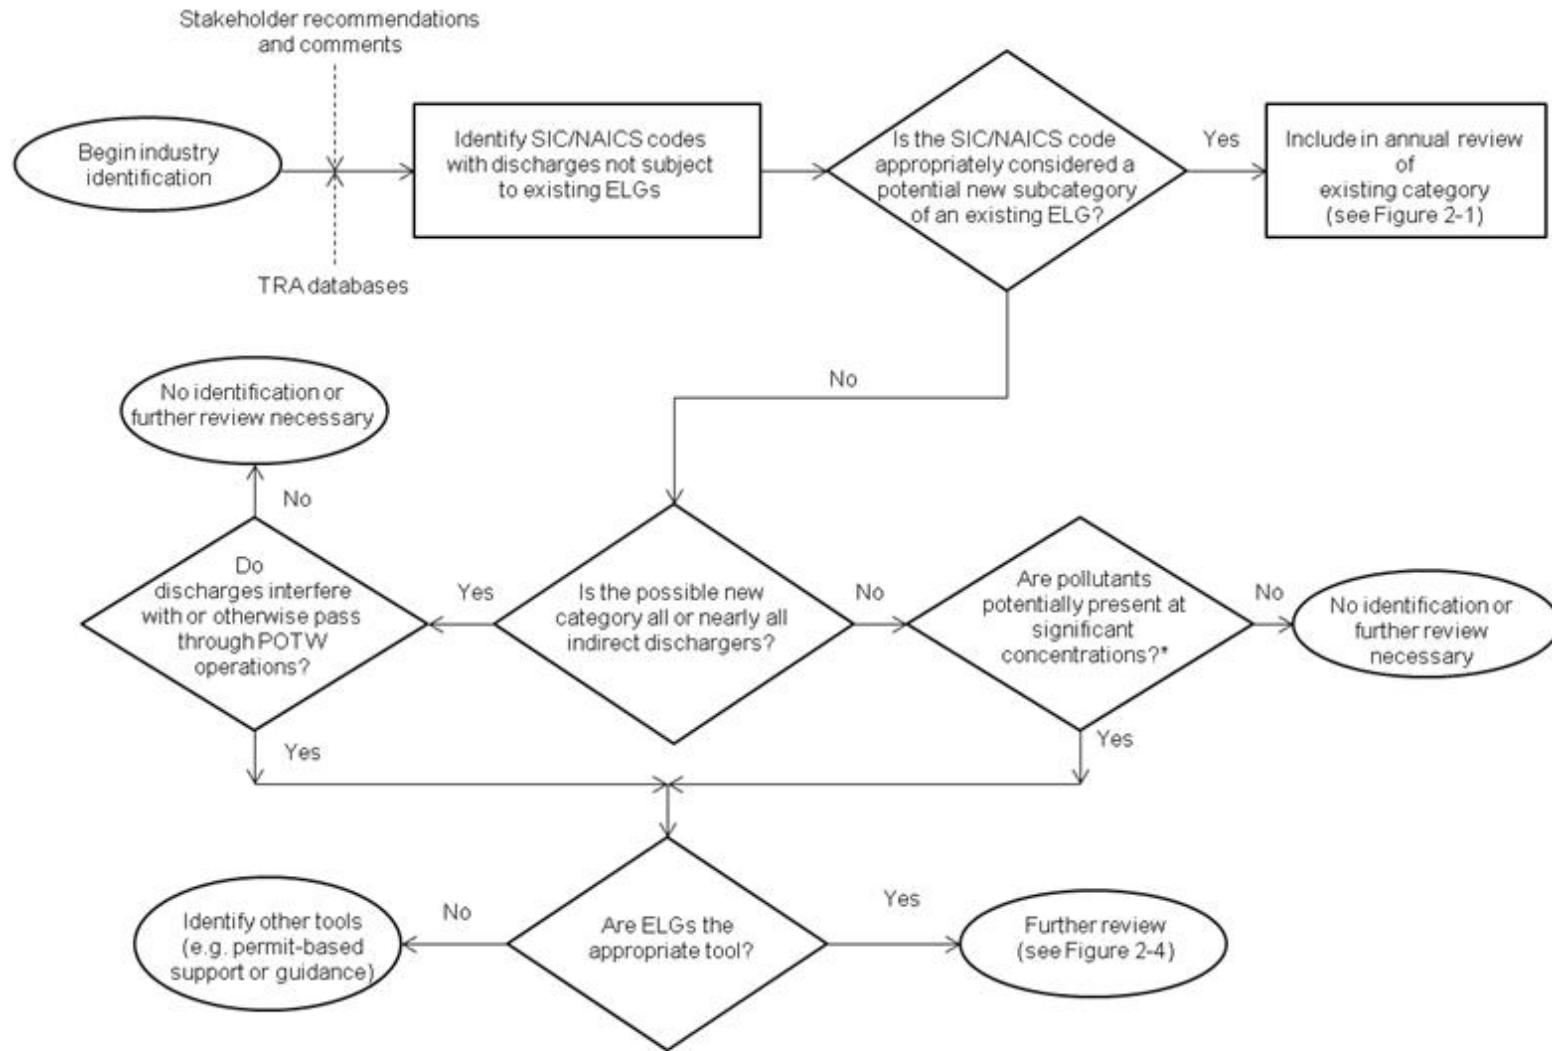 Stakeholder recommendations
and comments
Begin industry
identification
Identify SIC/NAICS codes
with discharges not subject
to existing ELGs
Is the SIC/NAICS code
appropriately considered a
potential new subcategory
of an existing ELG?
Yes
Include in annual review
of
existing category
(see Figure 2-1)
TRA databases
No
No identification or
further review necessary
No
Do
discharges interfere
with or otherwise pass
through POTW
operations?
Yes
Is the possible new
category all or nearly all
indirect dischargers?
No
Are pollutants
potentially present at
significant
concentrations?*
No
No identification or
further review
necessary
Yes
Yes
Identify other tools
(e.g. permit-based
support or guidance)
No
Are ELGs the
appropriate tool?
Yes
Further review
(see Figure 2-4)